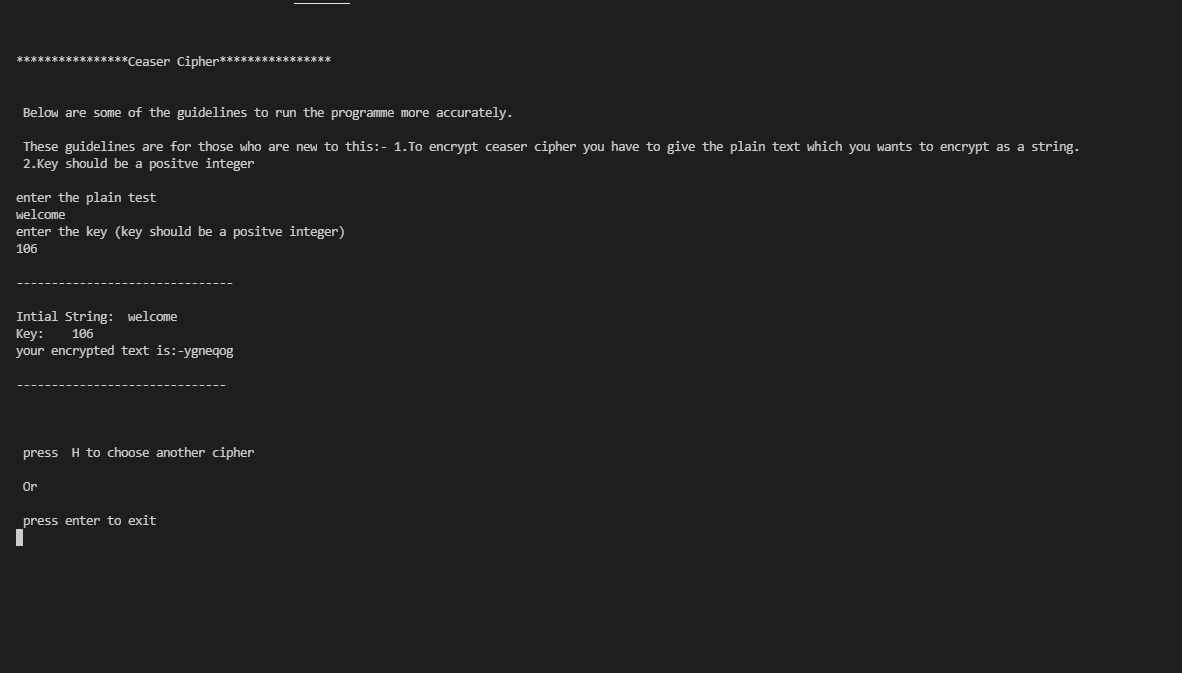 ****************Ceaser Cipher****************
Below are some of the guidelines to run the programme more accurately.
These guidelines are for those who are new to this:- 1.To encrypt ceaser cipher you have to give the plain text which you wants to encrypt as a string.
2.Key should be a positve integer
enter the plain test
welcome
enter the key (key should be a positve integer)
106
-------------------------------
Intial String:  welcome
Key:    106
your encrypted text is:-ygneqog
------------------------------
press  H to choose another cipher
Or
press enter to exit